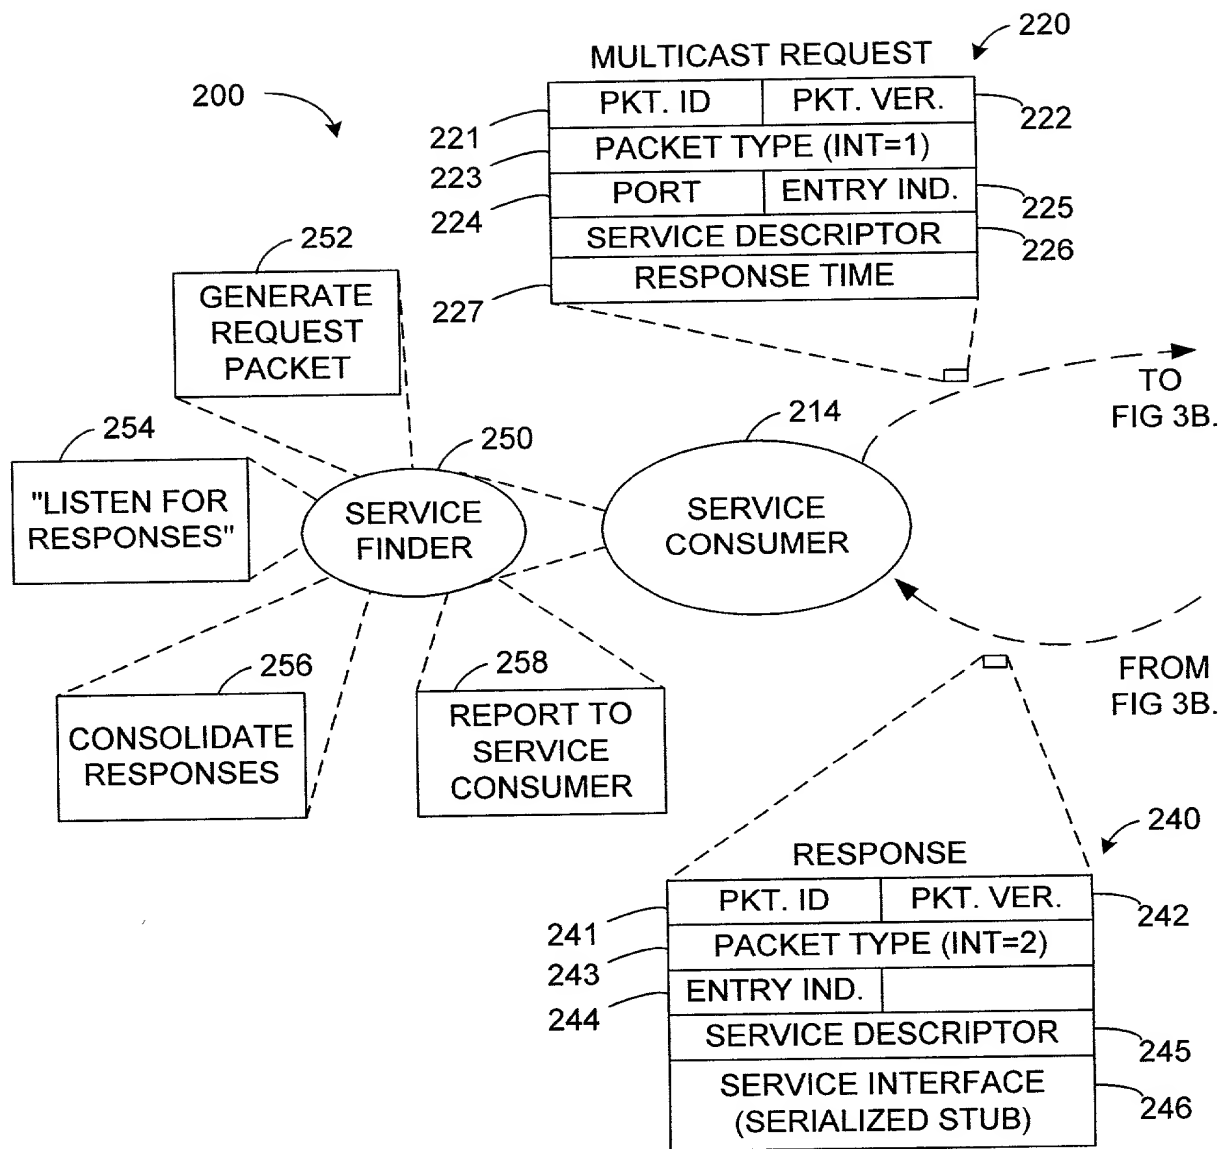 220
MULTICAST REQUEST
200
PKT. ID
PKT. VER.
221
222
PACKET TYPE (INT=1)
223
PORT
ENTRY IND.
224
225
SERVICE DESCRIPTOR
226
RESPONSE TIME
227
252
GENERATE
REQUEST
PACKET
TO
FIG 3B.
254
250
214
"LISTEN FOR
RESPONSES"
SERVICE
FINDER
SERVICE
CONSUMER
256
258
FROM
FIG 3B.
CONSOLIDATE
RESPONSES
REPORT TO
SERVICE
CONSUMER
240
RESPONSE
PKT. ID
PKT. VER.
241
242
PACKET TYPE (INT=2)
243
ENTRY IND.
244
SERVICE DESCRIPTOR
245
SERVICE INTERFACE
(SERIALIZED STUB)
246